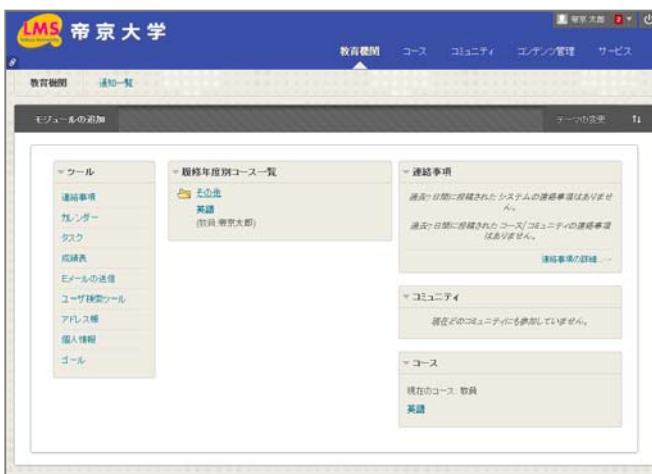 LMS
帝京大学
帝京 太郎 2
教育機関 コース コミュニティ コンテンツ管理 サービス
教育機関 通知一覧
モジュールの追加 テーマの変更
ツール
連絡事項
カレンダー
タスク
成績表
Eメールの送信
ユーザ検索ツール
アドレス帳
個人情報
ゴール
履修年度別コース一覧
その他
英語
(教員:帝京太郎)
連絡事項
過去7日間に投稿された システムの連絡事項はありませ
ん。
過去7日間に投稿された コース/コミュニティの連絡事項
はありません。
連絡事項の詳細...
コミュニティ
現在どのコミュニティにも参加していません。
コース
現在のコース: 教員
英語